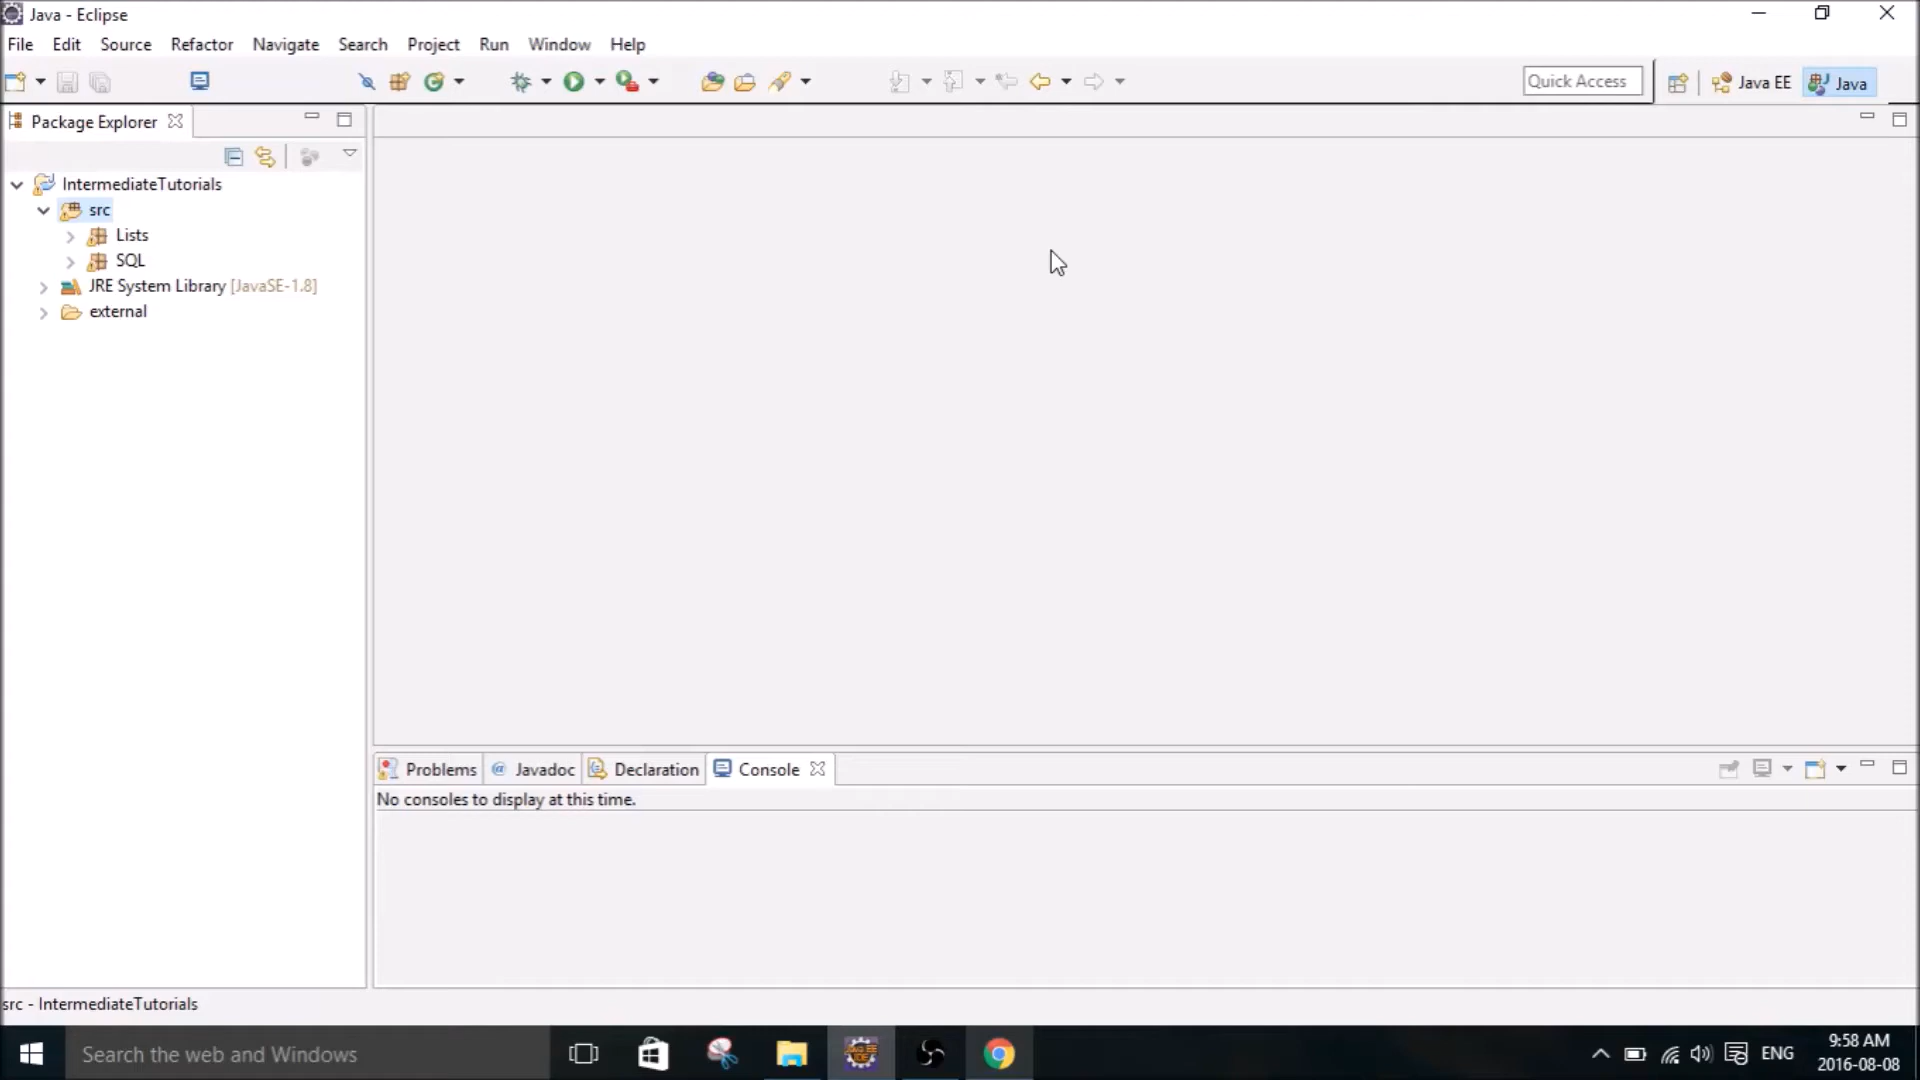 Java - Eclipse
File Edit Source Refactor Navigate Search Project Run Window Help
Quick Access Java EE Java
Package Explorer
IntermediateTutorials
src
Lists
SQL
JRE System Library [JavaSE-1.8]
external
Problems @ Javadoc Declaration Console
No consoles to display at this time.
src - IntermediateTutorials
Search the web and Windows
ENG
9:58 AM
2016-08-08